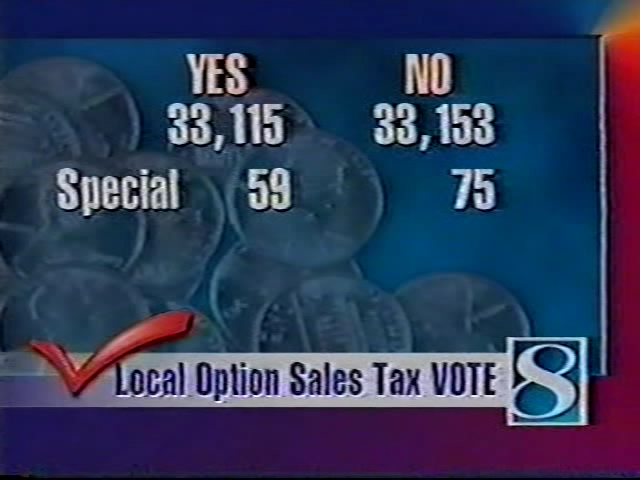 YES NO
33,115 33,153
Special 59 75
Local Option Sales Tax VOTE 8